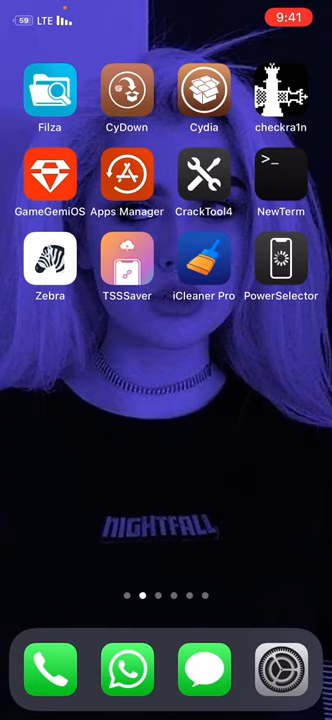 59 LTE 9:41
Filza CyDown Cydia checkra1n
GameGemiOS Apps Manager CrackTool4 NewTerm
>_
Zebra TSSSaver iCleaner Pro PowerSelector
NIGHTFALL